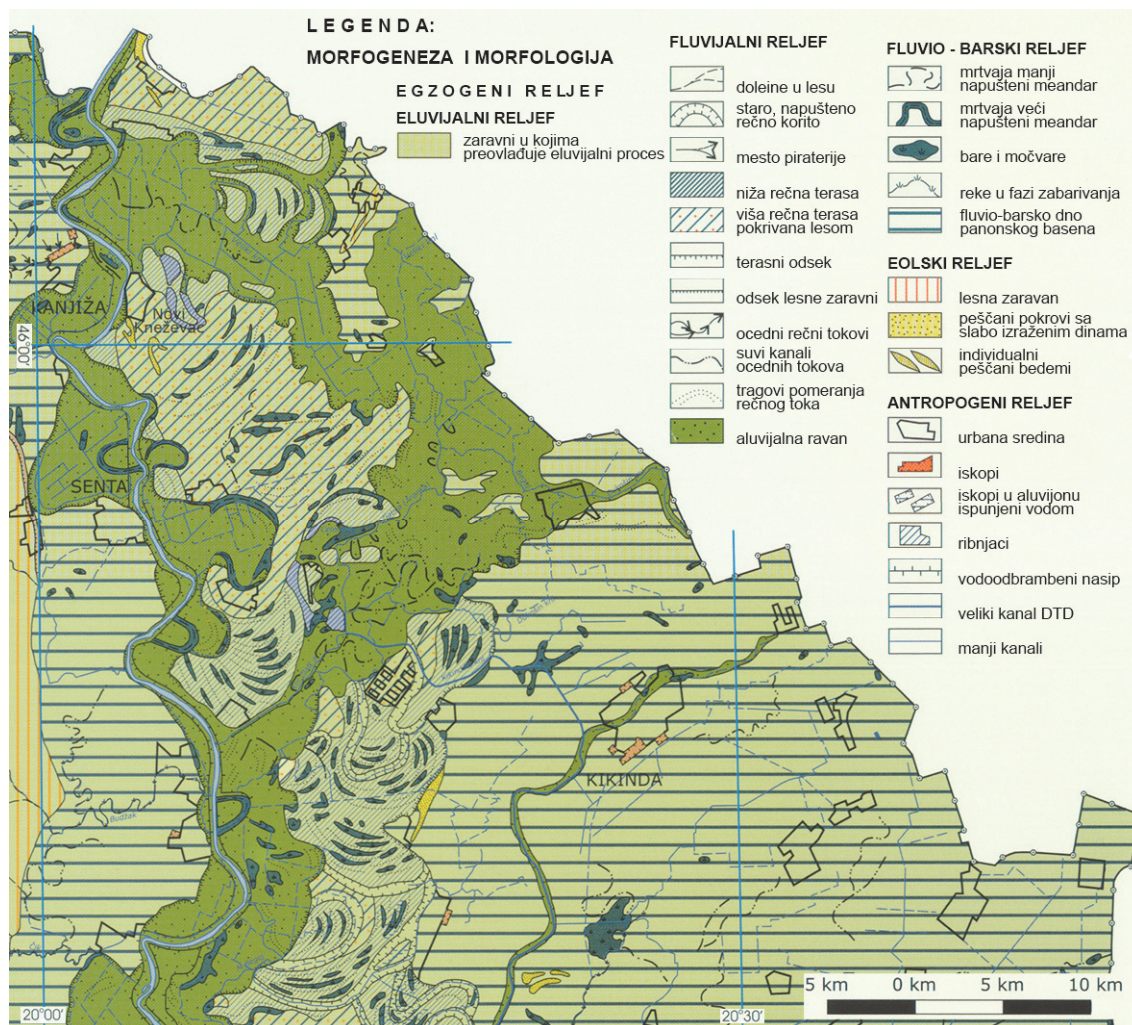 L E G E N D A:
MORFOGENEZA I MORFOLOGIJA
E G Z O G E N I  R E L J E F
ELUVIJALNI RELJEF
zaravni u kojima
preovlađuje eluvijalni proces
FLUVIJALNI RELJEF
doleine u lesu
staro, napušteno
rečno korito
mesto piraterije
niža rečna terasa
viša rečna terasa
pokrivana lesom
terasni odsek
odsek lesne zaravni
ocedni rečni tokovi
suvi kanali
ocednih tokova
tragovi pomeranja
rečnog toka
aluvijalna ravan
FLUVIO - BARSKI RELJEF
mrtvaja manji
napušteni meandar
mrtvaja veći
napušteni meandar
bare i močvare
reke u fazi zabarivanja
fluvio-barsko dno
panonskog basena
EOLSKI RELJEF
lesna zaravan
peščani pokrovi sa
slabo izraženim dinama
individualni
peščani bedemi
ANTROPOGENI RELJEF
urbana sredina
iskopi
iskopi u aluvijonu
ispunjeni vodom
ribnjaci
vodoodbrambeni nasip
veliki kanal DTD
manji kanali
KANJIŽA
Novi
Kneževac
46°00'
SENTA
KIKINDA
Budžak
20°00'
20°30'
5 km 0 km 5 km 10 km